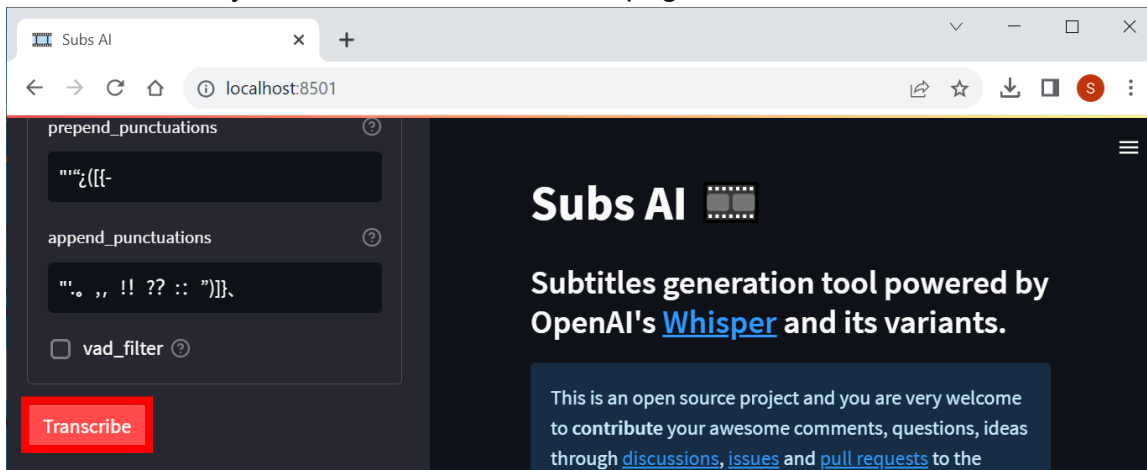 Subs AI
localhost:8501
S
prepend_punctuations
"'“¿([{-
append_punctuations
"'.。,,!!??::”)]}、
vad_filter
Transcribe
Subs AI
Subtitles generation tool powered by
OpenAI's Whisper and its variants.
This is an open source project and you are very welcome
to contribute your awesome comments, questions, ideas
through discussions, issues and pull requests to the